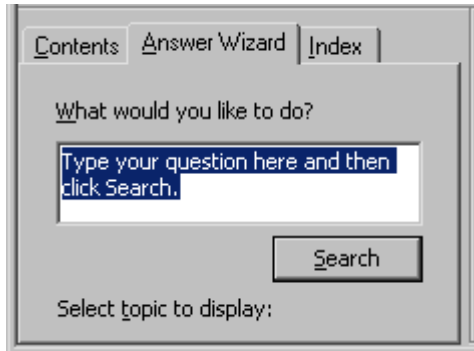 Contents Answer Wizard Index
What would you like to do?
Type your question here and then
click Search.
Search
Select topic to display: